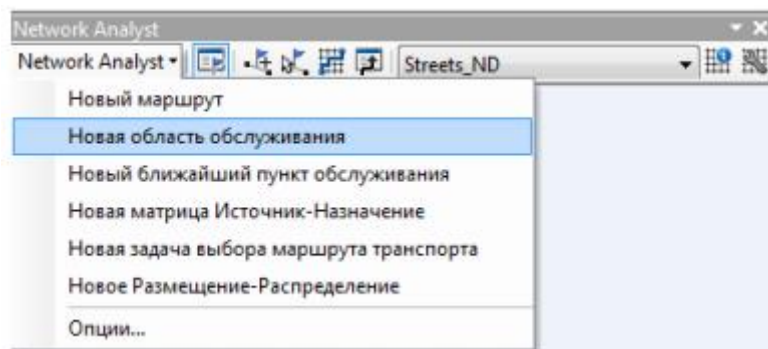 Network Analyst
Network Analyst Streets_ND
Новый маршрут
Новая область обслуживания
Новый ближайший пункт обслуживания
Новая матрица Источник-Назначение
Новая задача выбора маршрута транспорта
Новое Размещение-Распределение
Опции...